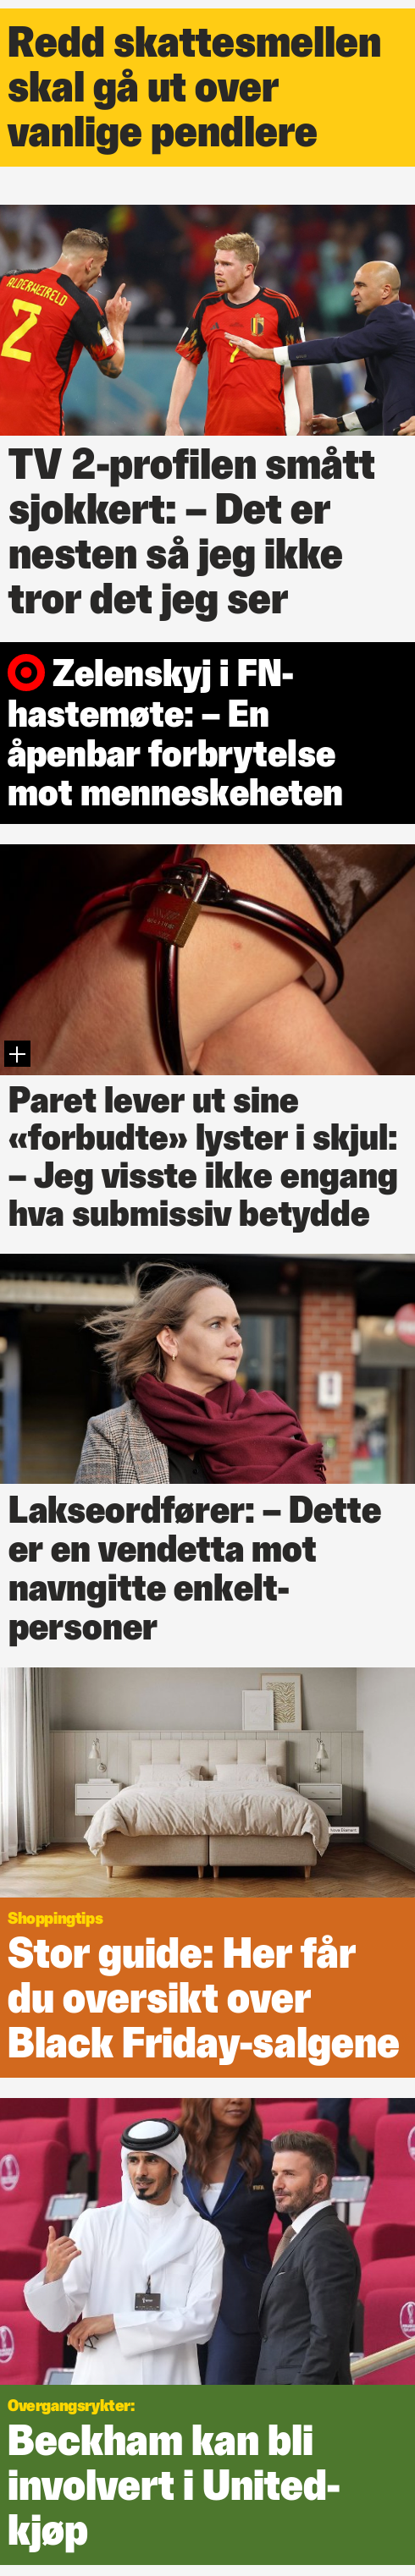 Redd skattesmellen
skal gå ut over
vanlige pendlere
ALDERWEIRELD
2
7
TV 2-profilen smått
sjokkert: – Det er
nesten så jeg ikke
tror det jeg ser
Zelenskyj i FN-
hastemøte: – En
åpenbar forbrytelse
mot menneskeheten
Paret lever ut sine
«forbudte» lyster i skjul:
– Jeg visste ikke engang
hva submissiv betydde
Lakseordfører: – Dette
er en vendetta mot
navngitte enkelt-
personer
Shoppingtips
Stor guide: Her får
du oversikt over
Black Friday-salgene
FIFA
Overgangsrykter:
Beckham kan bli
involvert i United-
kjøp